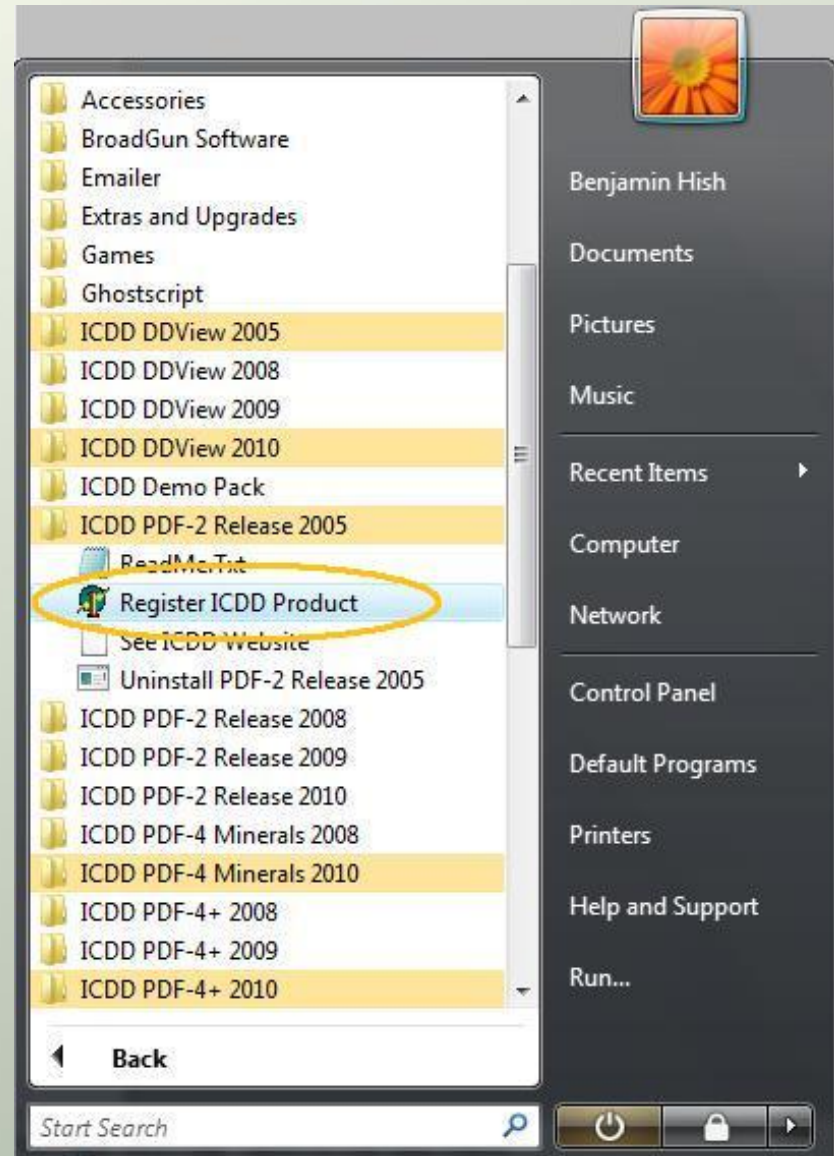 Accessories
BroadGun Software
Emailer
Extras and Upgrades
Games
Ghostscript
ICDD DDView 2005
ICDD DDView 2008
ICDD DDView 2009
ICDD DDView 2010
ICDD Demo Pack
ICDD PDF-2 Release 2005
ReadMe.Txt
Register ICDD Product
See ICDD Website
Uninstall PDF-2 Release 2005
ICDD PDF-2 Release 2008
ICDD PDF-2 Release 2009
ICDD PDF-2 Release 2010
ICDD PDF-4 Minerals 2008
ICDD PDF-4 Minerals 2010
ICDD PDF-4+ 2008
ICDD PDF-4+ 2009
ICDD PDF-4+ 2010
Back
Start Search
Benjamin Hish
Documents
Pictures
Music
Recent Items
Computer
Network
Control Panel
Default Programs
Printers
Help and Support
Run...